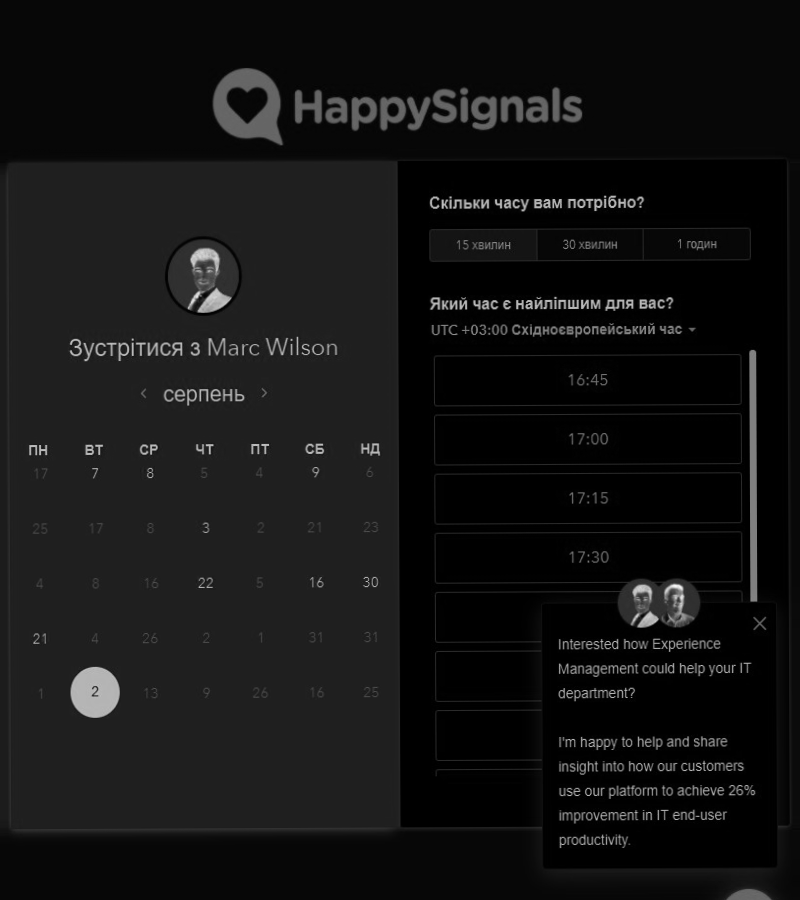 HappySignals
Зустрітися з Marc Wilson
серпень
ПН ВТ СР ЧТ ПТ СБ НД
17 7 8 5 4 9 6
25 17 8 3 2 21 23
4 8 16 22 5 16 30
21 4 26 2 1 31 31
1 2 13 9 26 16 25
Скільки часу вам потрібно?
15 хвилин 30 хвилин 1 годин
Який час є найліпшим для вас?
UTC +03:00 Східноєвропейський час
16:45
17:00
17:15
17:30
Interested how Experience
Management could help your IT
department?
I'm happy to help and share
insight into how our customers
use our platform to achieve 26%
improvement in IT end-user
productivity.